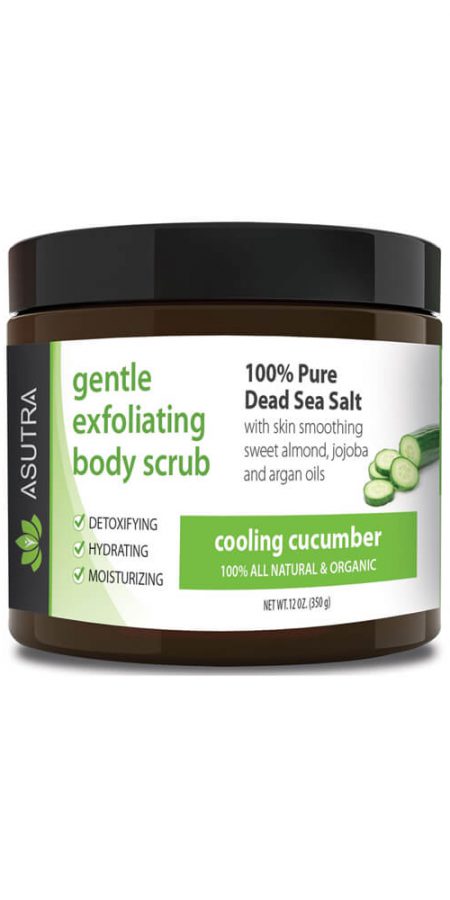 ASUTRA
gentle
exfoliating
body scrub
DETOXIFYING
HYDRATING
MOISTURIZING
100% Pure
Dead Sea Salt
with skin smoothing
sweet almond, jojoba
and argan oils
cooling cucumber
100% ALL NATURAL & ORGANIC
NET WT. 12 OZ. (350 g)